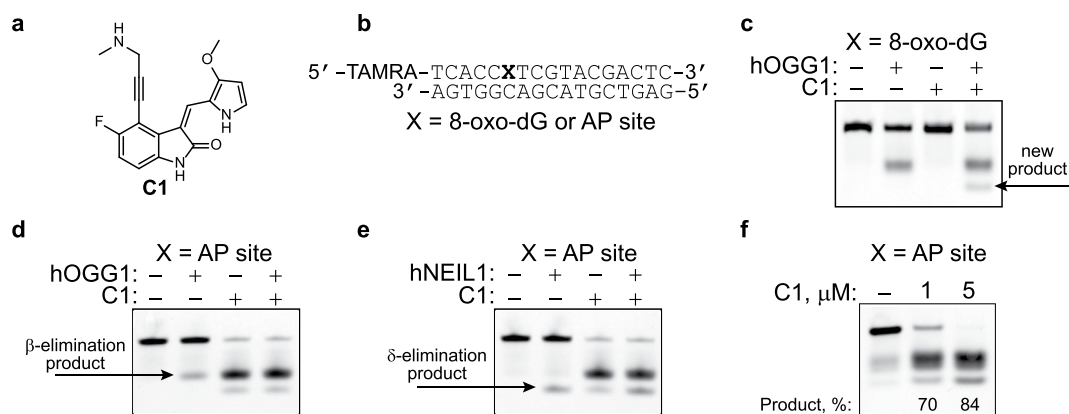 a
HN
O
F
NH
O
N
H
C1
b
5′ –TAMRA–TCACCXTCGTACGACTC–3′
3′–AGTGGCAGCATGCTGAG–5′
X = 8-oxo-dG or AP site
c
X = 8-oxo-dG
hOGG1: – + – +
C1: – – + +
new
product
d
X = AP site
hOGG1: – + – +
C1: – – + +
β-elimination
product
e
X = AP site
hNEIL1: – + – +
C1: – – + +
δ-elimination
product
f
X = AP site
C1, μM: – 1 5
Product, %: 70 84